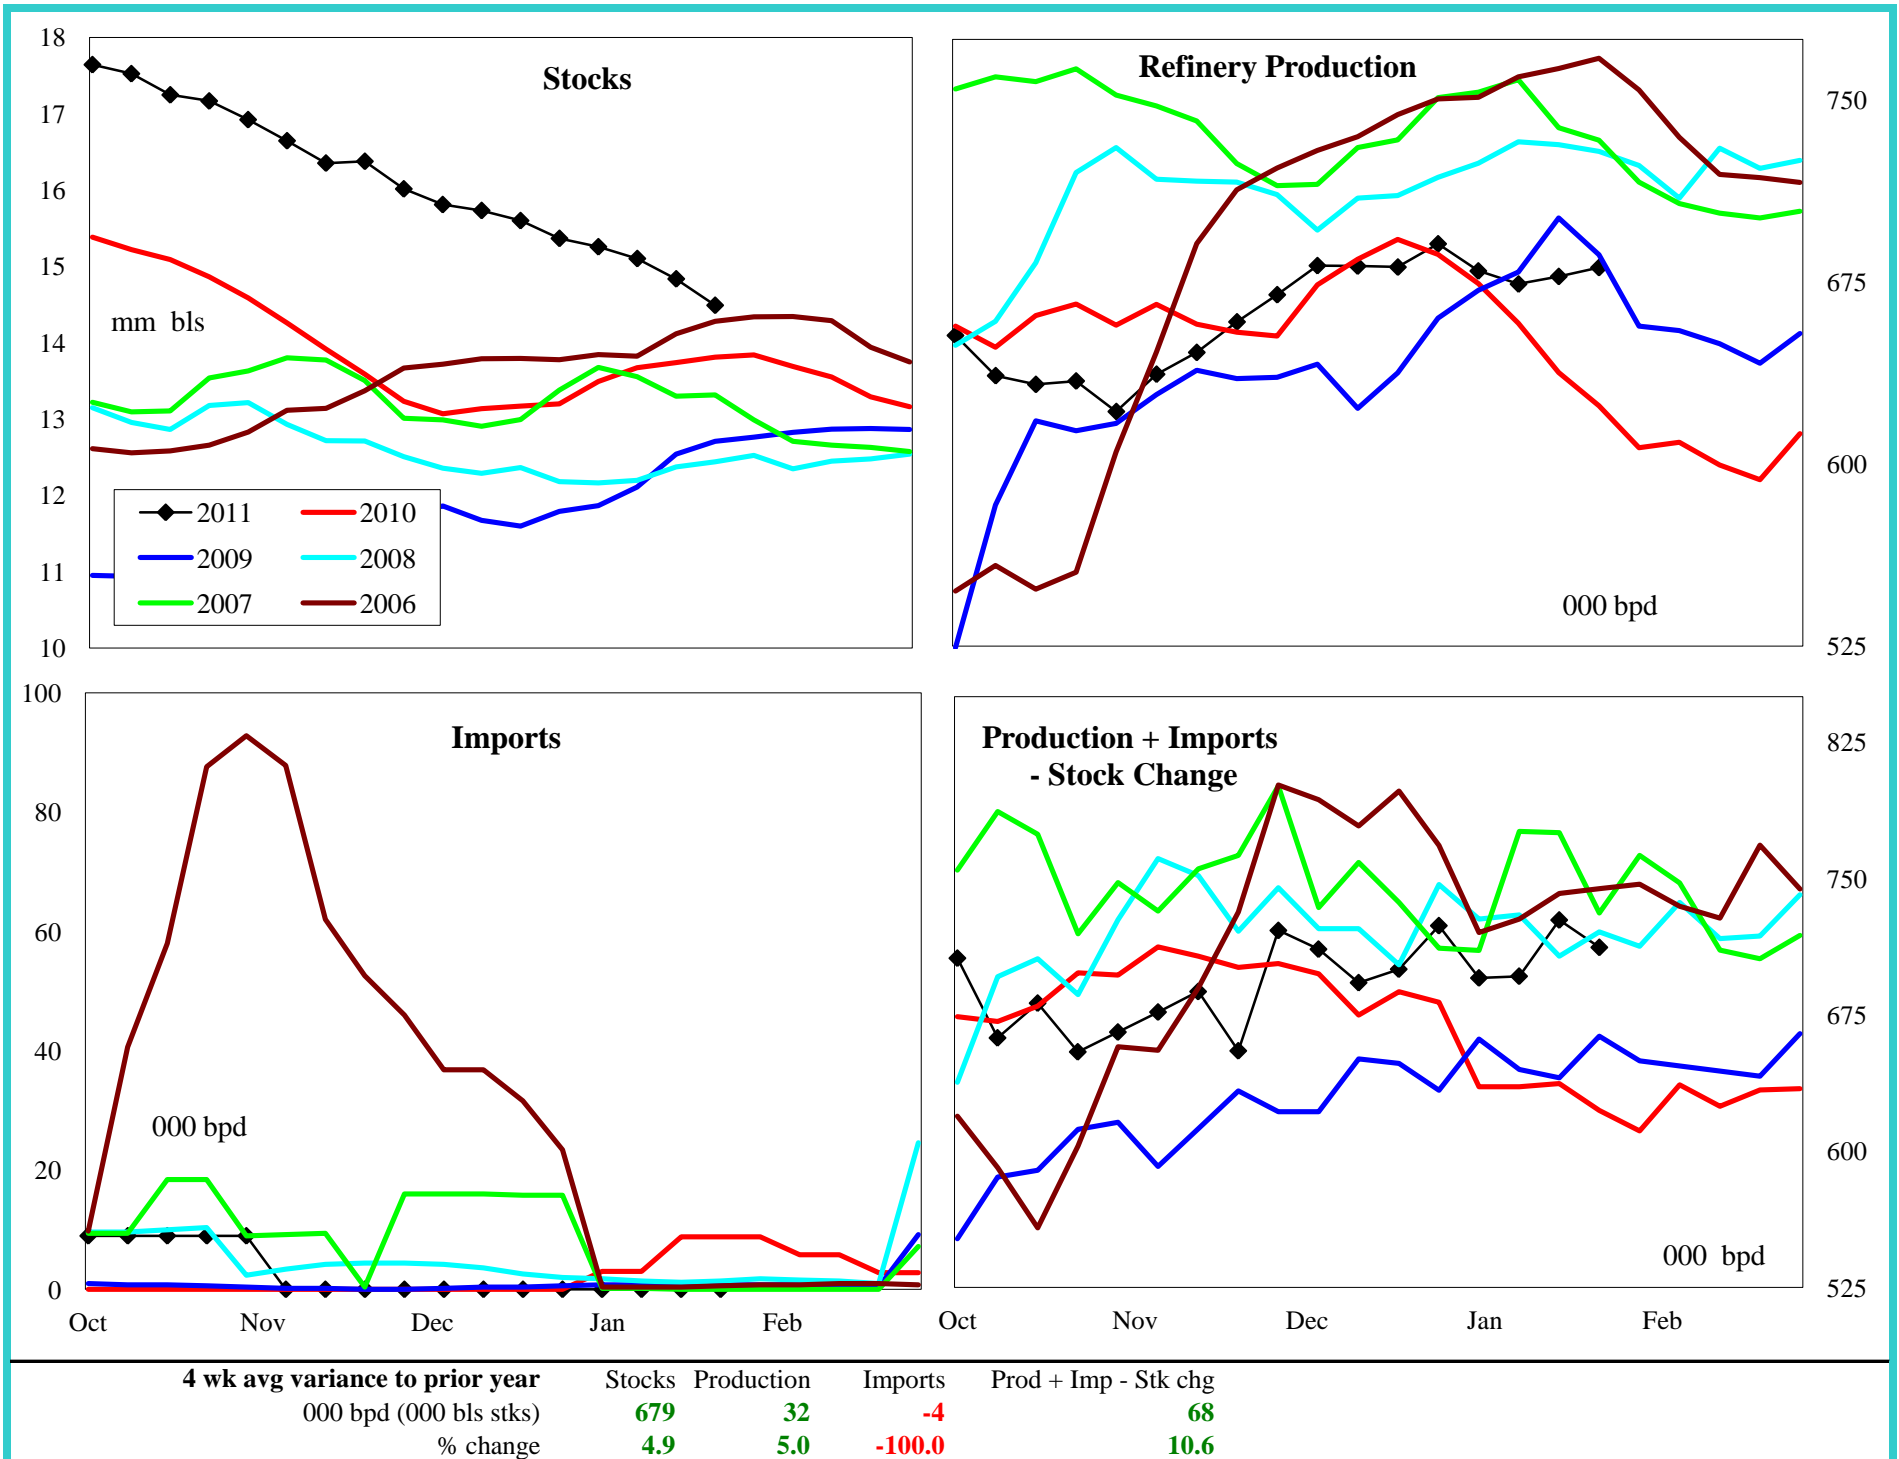 Stocks
18
17
16
15
14
13
12
11
10
mm bls
2011 2010
2009 2008
2007 2006
Refinery Production
750
675
600
525
000 bpd
Imports
100
80
60
40
20
0
000 bpd
Oct Nov Dec Jan Feb
Production + Imports
- Stock Change
825
750
675
600
525
000 bpd
Oct Nov Dec Jan Feb
4 wk avg variance to prior year Stocks Production Imports Prod + Imp - Stk chg
000 bpd (000 bls stks) 679 32 -4 68
% change 4.9 5.0 -100.0 10.6